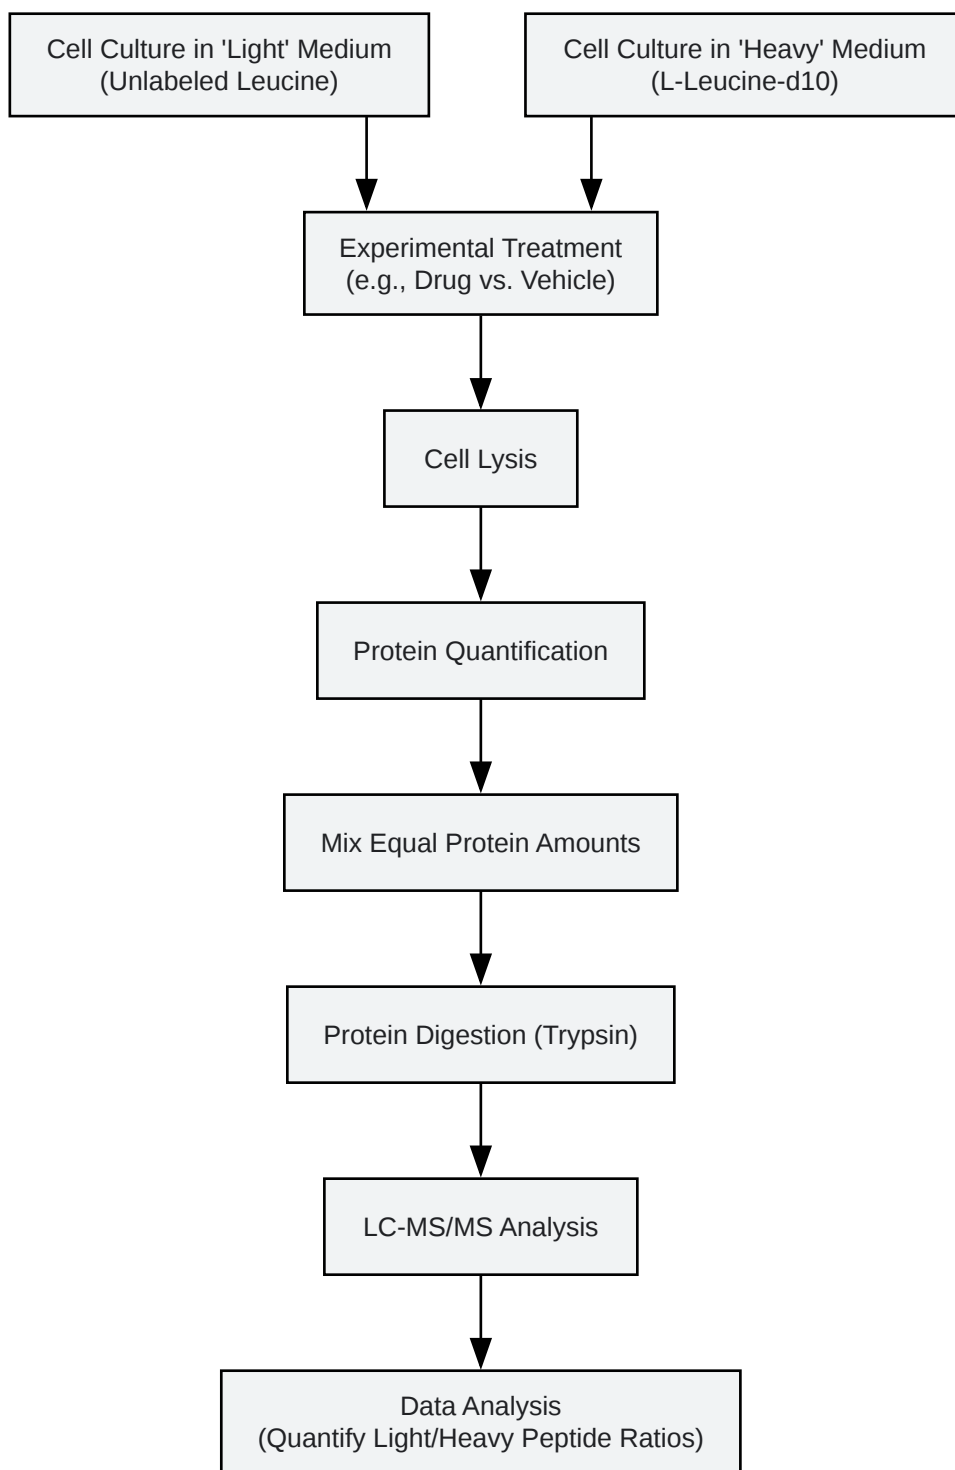 Cell Culture in 'Light' Medium
(Unlabeled Leucine)
Cell Culture in 'Heavy' Medium
(L-Leucine-d10)
Experimental Treatment
(e.g., Drug vs. Vehicle)
Cell Lysis
Protein Quantification
Mix Equal Protein Amounts
Protein Digestion (Trypsin)
LC-MS/MS Analysis
Data Analysis
(Quantify Light/Heavy Peptide Ratios)